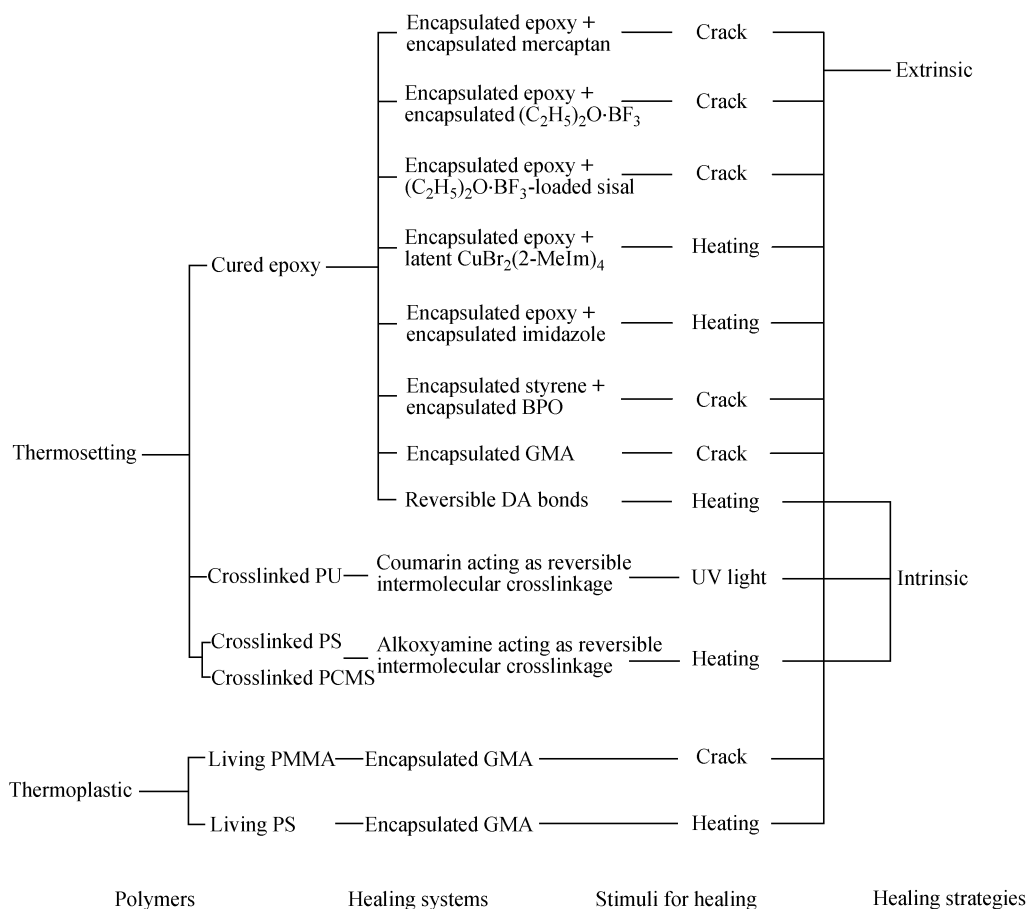 Encapsulated epoxy +
encapsulated mercaptan
Crack
Extrinsic
Encapsulated epoxy +
encapsulated (C₂H₅)₂O·BF₃
Crack
Encapsulated epoxy +
(C₂H₅)₂O·BF₃-loaded sisal
Crack
Encapsulated epoxy +
latent CuBr₂(2-MeIm)₄
Heating
Cured epoxy
Encapsulated epoxy +
encapsulated imidazole
Heating
Encapsulated styrene +
encapsulated BPO
Crack
Thermosetting
Encapsulated GMA
Crack
Reversible DA bonds
Heating
Crosslinked PU
Coumarin acting as reversible
intermolecular crosslinkage
UV light
Intrinsic
Crosslinked PS
Crosslinked PCMS
Alkoxyamine acting as reversible
intermolecular crosslinkage
Heating
Thermoplastic
Living PMMA
Encapsulated GMA
Crack
Living PS
Encapsulated GMA
Heating
Polymers
Healing systems
Stimuli for healing
Healing strategies